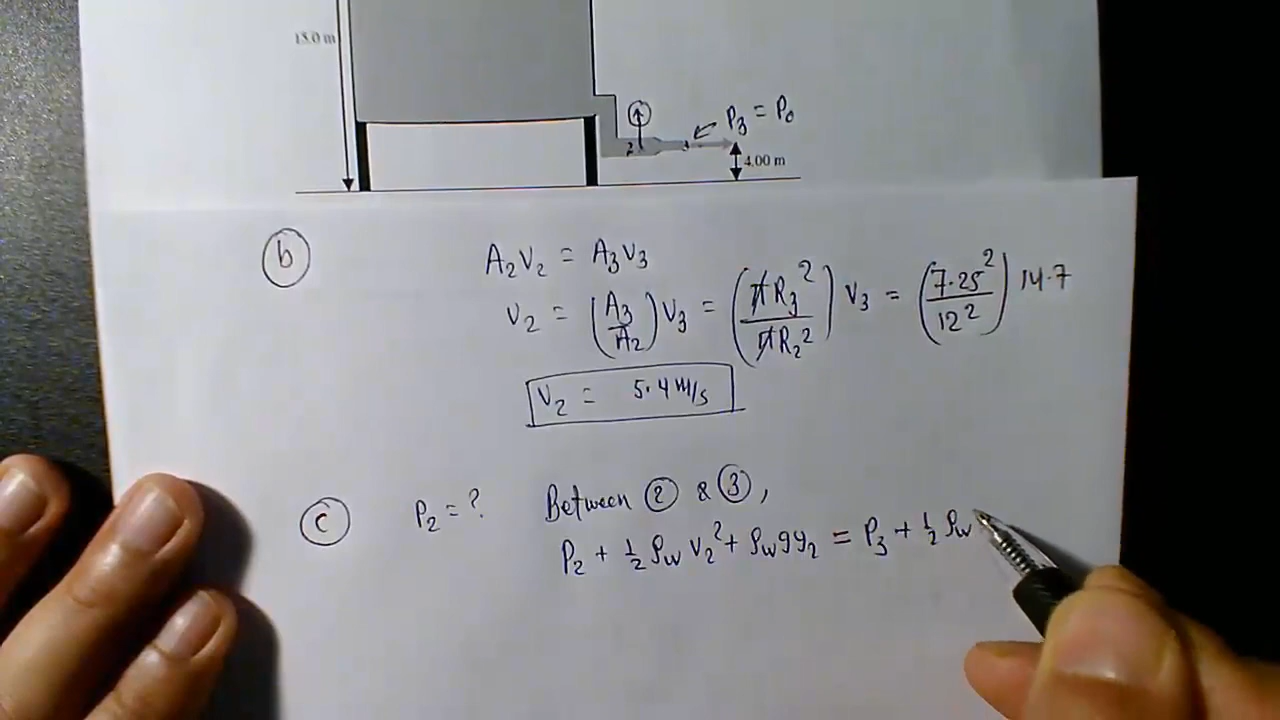 15.0 m
P₃ = P₀
2 3
4.00 m
b
A₂V₂ = A₃V₃
V₂ = (A₃/A₂)V₃ = (πR₃²/πR₂²) V₃ = (7.25²/12²) 14.7
V₂ = 5.4 m/s
c P₂ = ? Between ② & ③,
P₂ + ½ ρw V₂² + ρw g y₂ = P₃ + ½ ρw